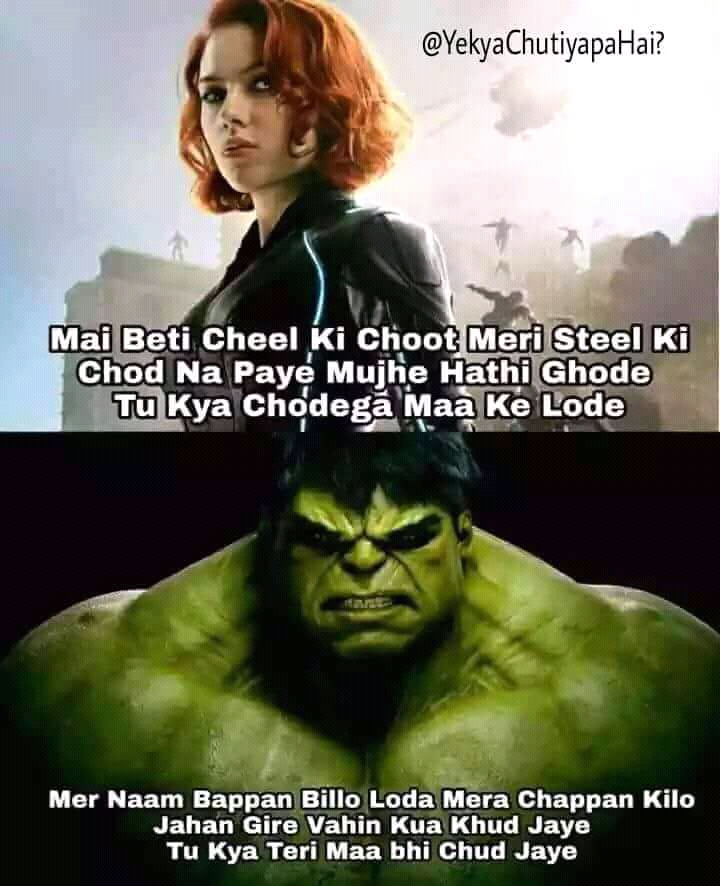 @YekyaChutiyapaHai?
Mai Beti Cheel Ki Choot Meri Steel Ki
Chod Na Paye Mujhe Hathi Ghode
Tu Kya Chodega Maa Ke Lode
Mer Naam Bappan Billo Loda Mera Chappan Kilo
Jahan Gire Vahin Kua Khud Jaye
Tu Kya Teri Maa bhi Chud Jaye